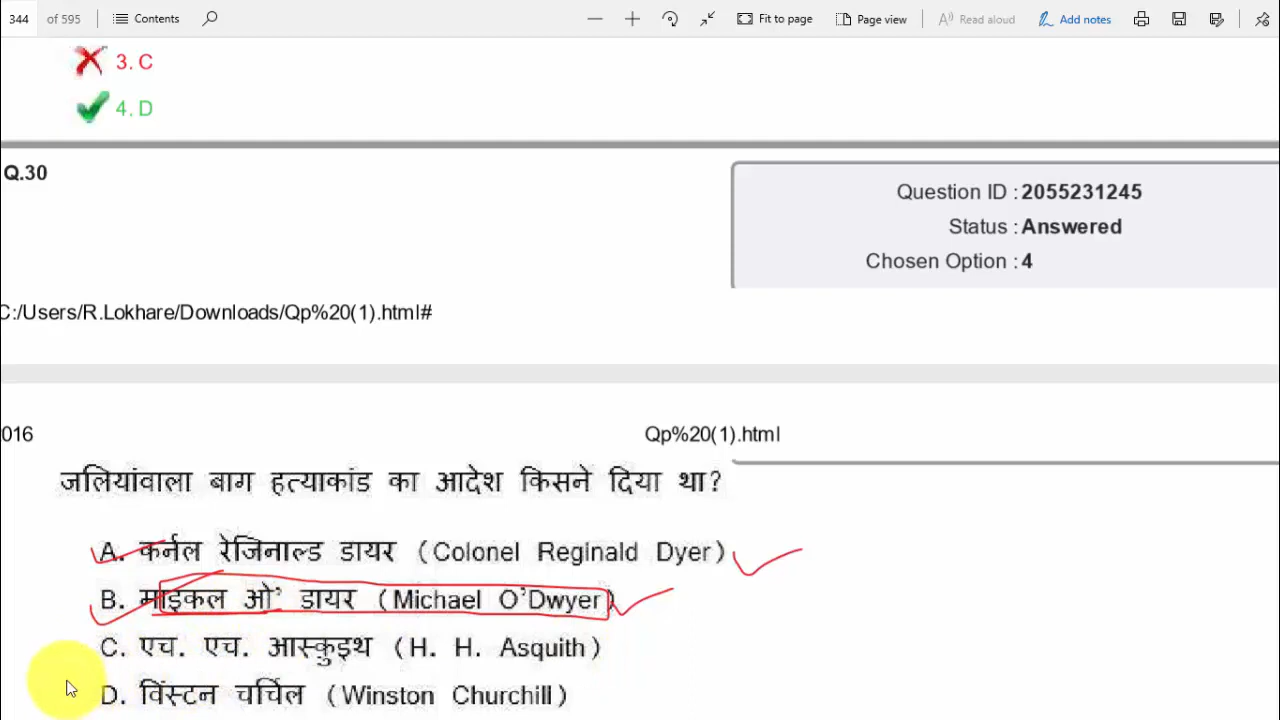 344 of 595 Contents Fit to page Page view Read aloud Add notes
3. C
4. D
Q.30
Question ID : 2055231245
Status : Answered
Chosen Option : 4
C:/Users/R.Lokhare/Downloads/Qp%20(1).html#
016 Qp%20(1).html
जलियांवाला बाग हत्याकांड का आदेश किसने दिया था?
A. कर्नल रेजिनाल्ड डायर (Colonel Reginald Dyer)
B. माइकल ओ' डायर (Michael O'Dwyer)
C. एच. एच. आस्कुइथ (H. H. Asquith)
D. विंस्टन चर्चिल (Winston Churchill)